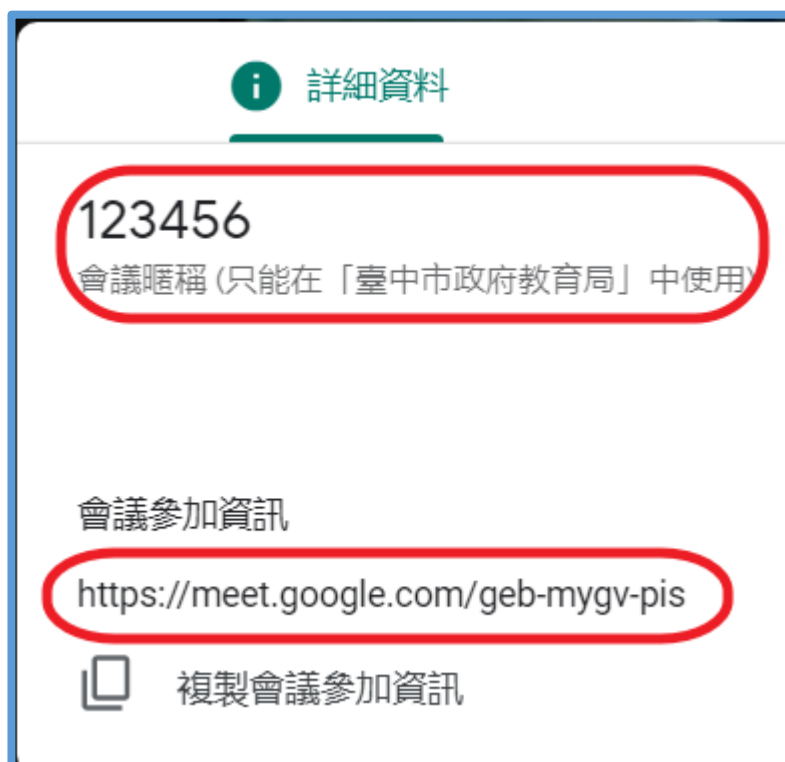 詳細資料
123456
會議暱稱 (只能在「臺中市政府教育局」中使用)
會議參加資訊
https://meet.google.com/geb-mygv-pis
複製會議參加資訊